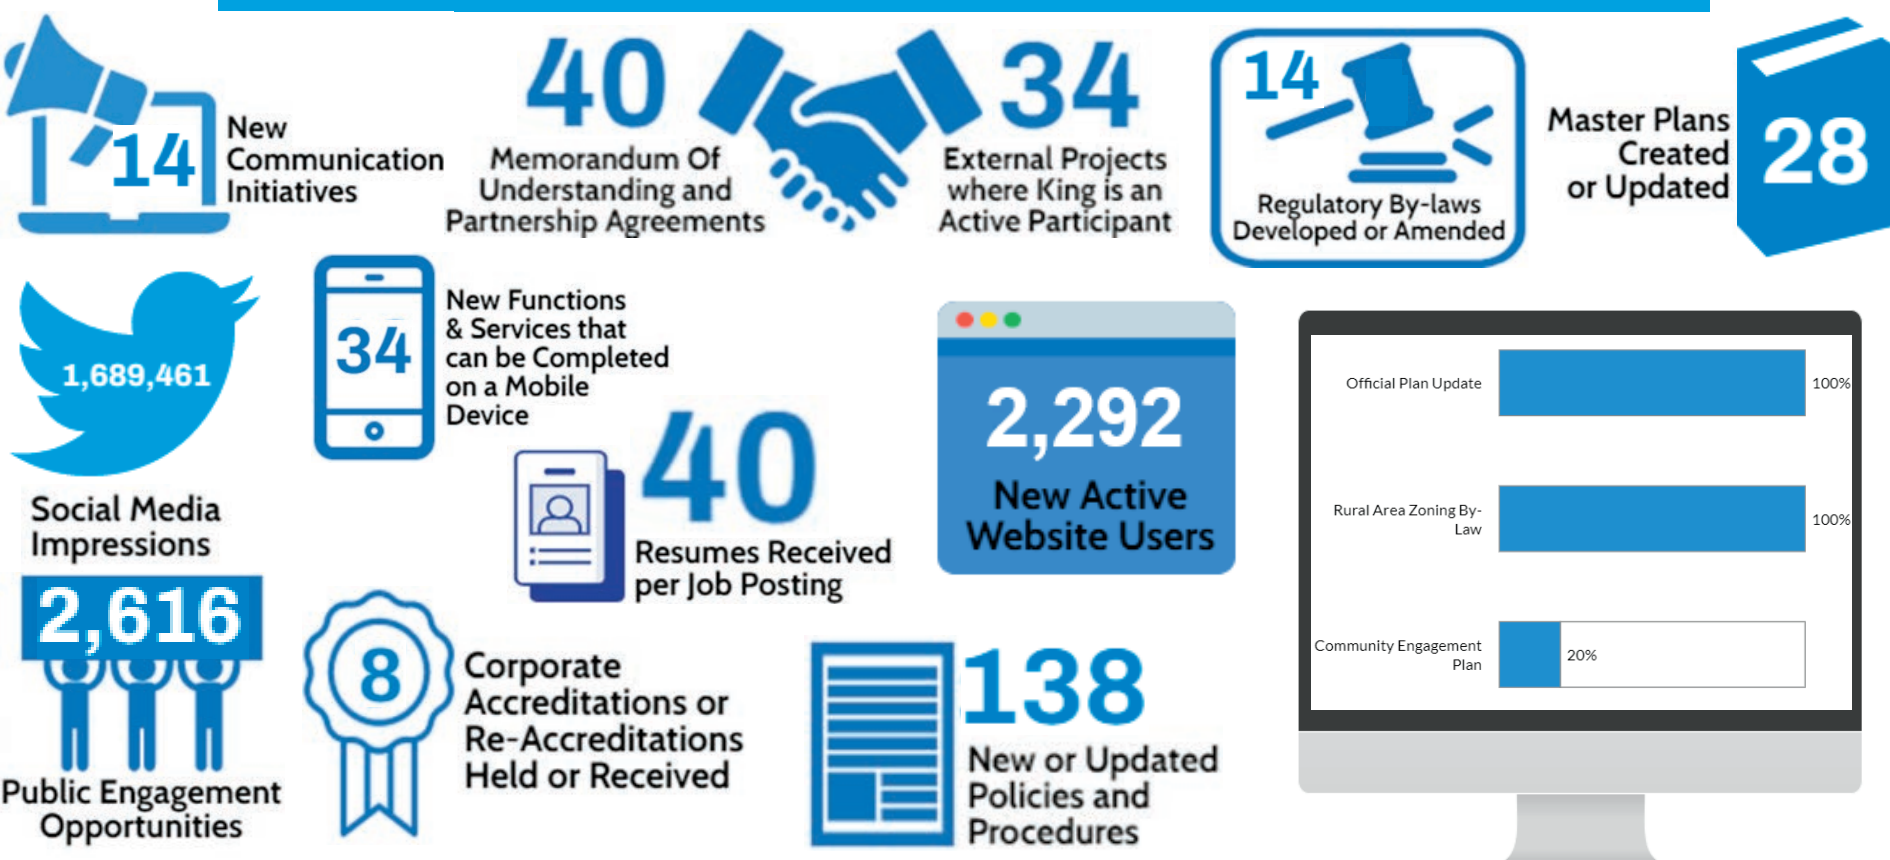 14
New
Communication
Initiatives
40
Memorandum Of
Understanding and
Partnership Agreements
34
External Projects
where King is an
Active Participant
14
Regulatory By-laws
Developed or Amended
Master Plans
Created
or Updated
28
1,689,461
Social Media
Impressions
34
New Functions
& Services that
can be Completed
on a Mobile
Device
40
Resumes Received
per Job Posting
2,292
New Active
Website Users
Official Plan Update
100%
Rural Area Zoning By-
Law
100%
Community Engagement
Plan
20%
2,616
Public Engagement
Opportunities
8
Corporate
Accreditations or
Re-Accreditations
Held or Received
138
New or Updated
Policies and
Procedures